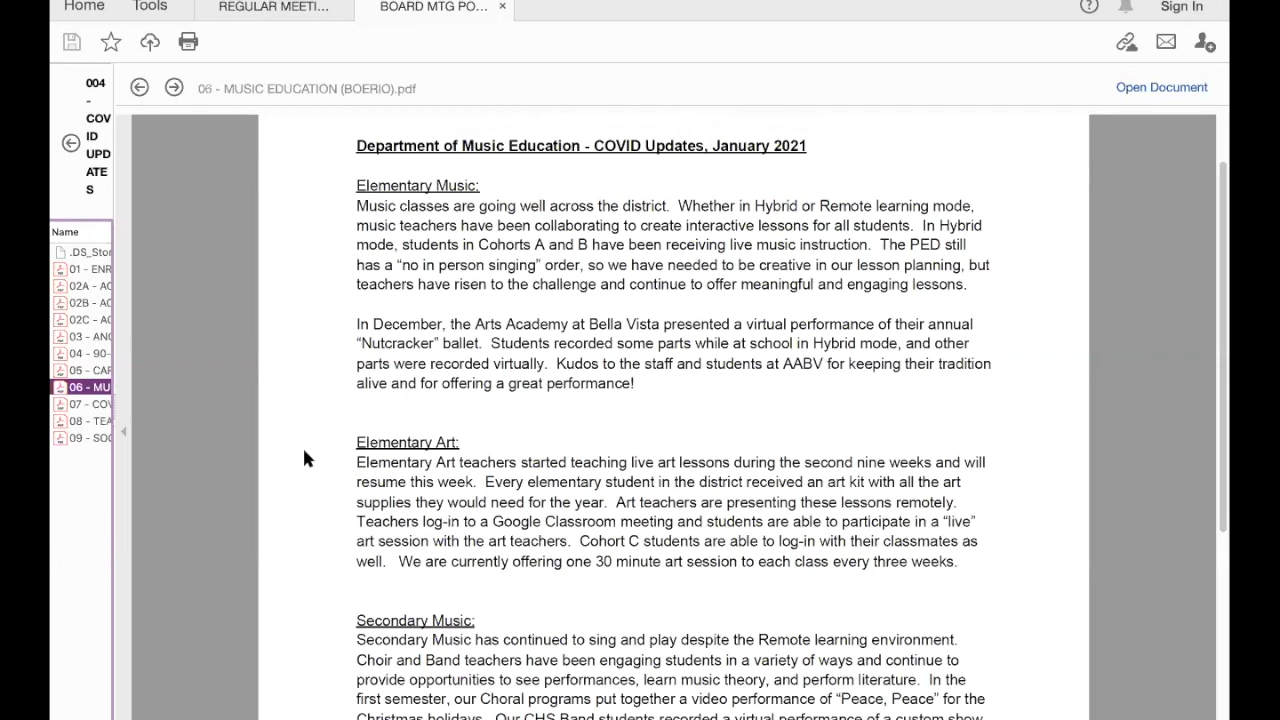 Home
Tools
REGULAR MEETI...
BOARD MTG PO...
Sign In
06 - MUSIC EDUCATION (BOERIO).pdf
Open Document
004
-
COV
ID
UPD
ATE
S
Name
.DS_Stor
01 - ENR
02A - AC
02B - AC
02C - AC
03 - ANC
04 - 90-
05 - CAF
06 - MU
07 - COV
08 - TEA
09 - SOC
Department of Music Education - COVID Updates, January 2021
Elementary Music:
Music classes are going well across the district. Whether in Hybrid or Remote learning mode,
music teachers have been collaborating to create interactive lessons for all students. In Hybrid
mode, students in Cohorts A and B have been receiving live music instruction. The PED still
has a “no in person singing” order, so we have needed to be creative in our lesson planning, but
teachers have risen to the challenge and continue to offer meaningful and engaging lessons.
In December, the Arts Academy at Bella Vista presented a virtual performance of their annual
“Nutcracker” ballet. Students recorded some parts while at school in Hybrid mode, and other
parts were recorded virtually. Kudos to the staff and students at AABV for keeping their tradition
alive and for offering a great performance!
Elementary Art:
Elementary Art teachers started teaching live art lessons during the second nine weeks and will
resume this week. Every elementary student in the district received an art kit with all the art
supplies they would need for the year. Art teachers are presenting these lessons remotely.
Teachers log-in to a Google Classroom meeting and students are able to participate in a “live”
art session with the art teachers. Cohort C students are able to log-in with their classmates as
well. We are currently offering one 30 minute art session to each class every three weeks.
Secondary Music:
Secondary Music has continued to sing and play despite the Remote learning environment.
Choir and Band teachers have been engaging students in a variety of ways and continue to
provide opportunities to see performances, learn music theory, and perform literature. In the
first semester, our Choral programs put together a video performance of “Peace, Peace” for the
Christmas holidays. Our CHS Band students recorded a virtual performance of a custom show